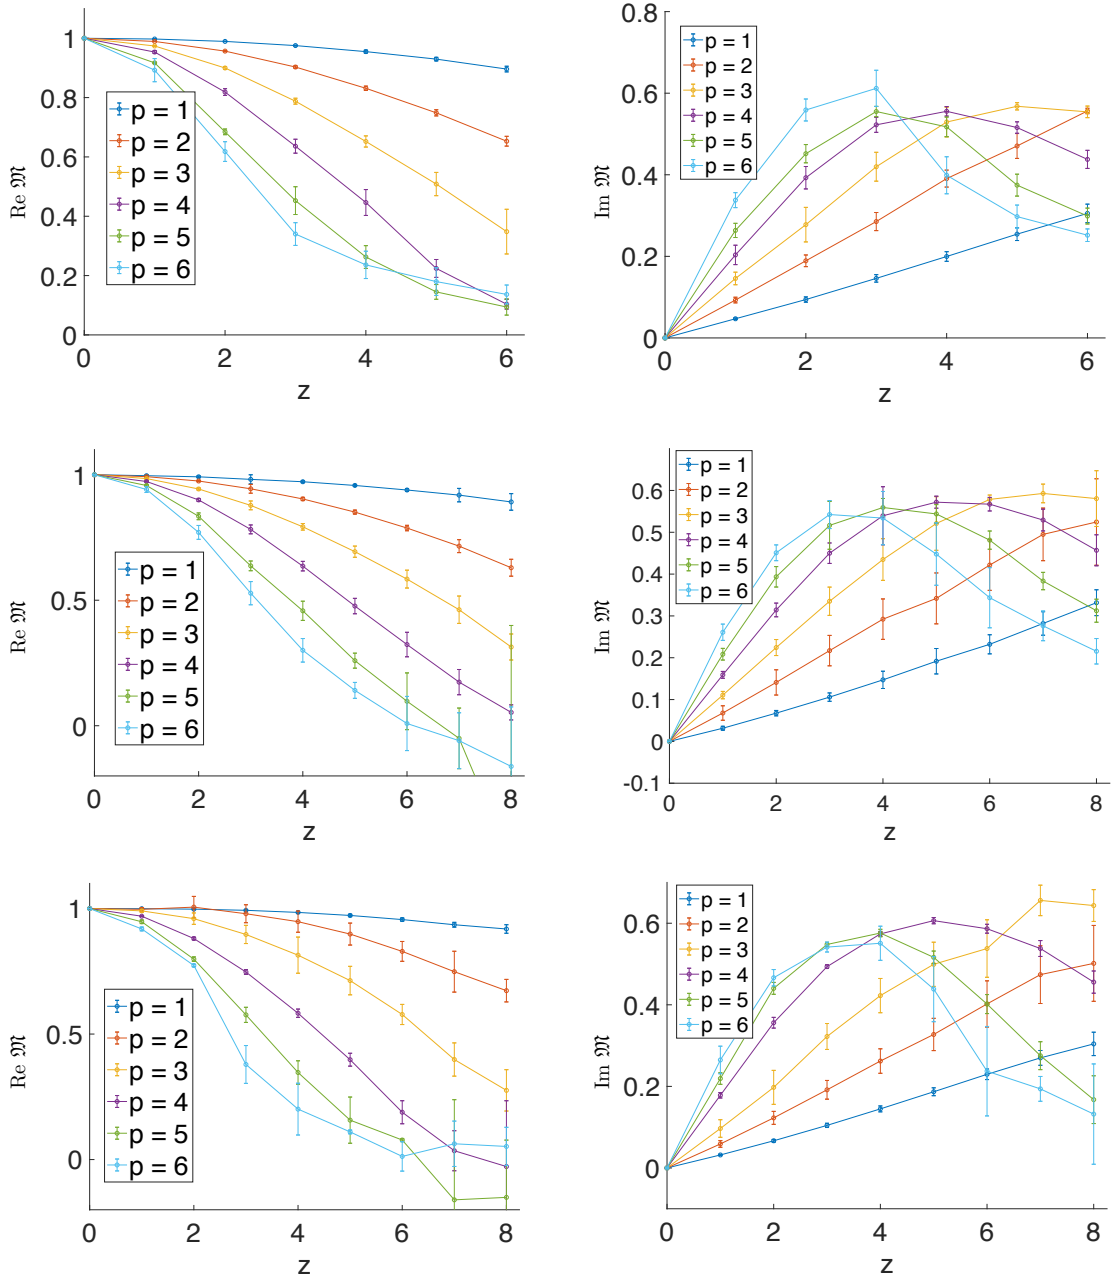 Re 𝔐
1
0.8
0.6
0.4
0.2
0
0 2 4 6
z
p = 1
p = 2
p = 3
p = 4
p = 5
p = 6
Im 𝔐
0.8
0.6
0.4
0.2
0
0 2 4 6
z
p = 1
p = 2
p = 3
p = 4
p = 5
p = 6
Re 𝔐
1
0.5
0
0 2 4 6 8
z
p = 1
p = 2
p = 3
p = 4
p = 5
p = 6
Im 𝔐
0.6
0.5
0.4
0.3
0.2
0.1
0
-0.1
0 2 4 6 8
z
p = 1
p = 2
p = 3
p = 4
p = 5
p = 6
Re 𝔐
1
0.5
0
0 2 4 6 8
z
p = 1
p = 2
p = 3
p = 4
p = 5
p = 6
Im 𝔐
0.6
0.4
0.2
0
0 2 4 6 8
z
p = 1
p = 2
p = 3
p = 4
p = 5
p = 6